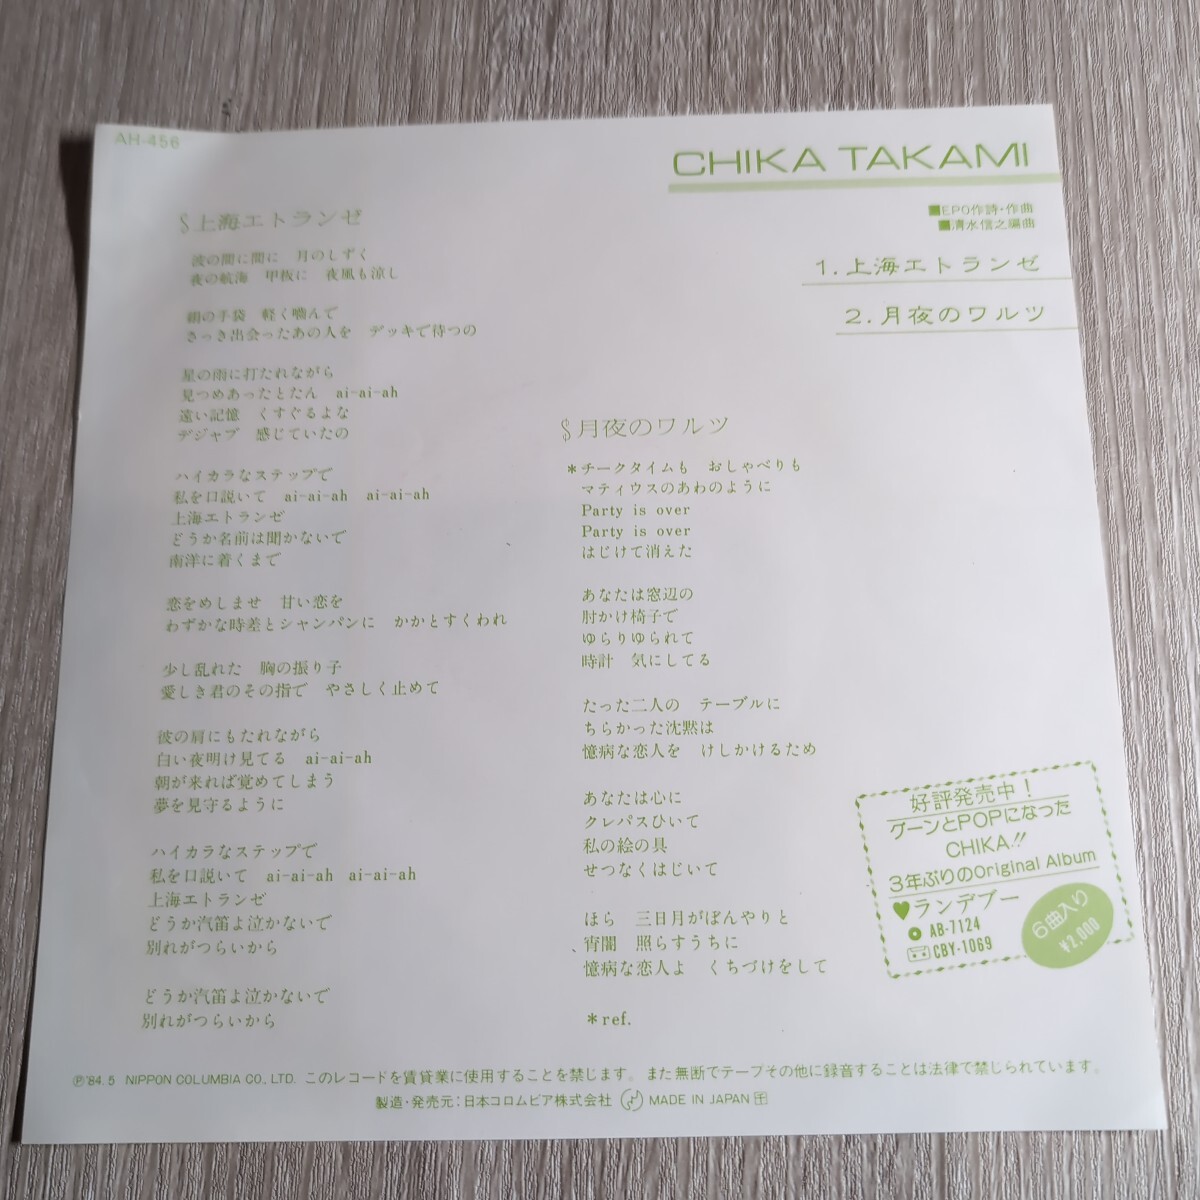 AH-456
CHIKA TAKAMI
■EPO作詩・作曲
■清水信之編曲
1.上海エトランゼ
2.月夜のワルツ
§上海エトランゼ
波の間に間に　月のしずく
夜の航海　甲板に　夜風も涼し
絹の手袋　軽く嚙んで
さっき出会ったあの人を　デッキで待つの
星の雨に打たれながら
見つめあったとたん　ai-ai-ah
遠い記憶　くすぐるよな
デジャブ　感じていたの
ハイカラなステップで
私を口説いて　ai-ai-ah　ai-ai-ah
上海エトランゼ
どうか名前は聞かないで
南洋に着くまで
恋をめしませ　甘い恋を
わずかな時差とシャンパンに　かかとすくわれ
少し乱れた　胸の振り子
愛しき君のその指で　やさしく止めて
彼の肩にもたれながら
白い夜明け見てる　ai-ai-ah
朝が来れば覚めてしまう
夢を見守るように
ハイカラなステップで
私を口説いて　ai-ai-ah　ai-ai-ah
上海エトランゼ
どうか汽笛よ泣かないで
別れがつらいから
どうか汽笛よ泣かないで
別れがつらいから
§月夜のワルツ
＊チークタイムも　おしゃべりも
マティウスのあわのように
Party is over
Party is over
はじけて消えた
あなたは窓辺の
肘かけ椅子で
ゆらりゆられて
時計　気にしてる
たった二人の　テーブルに
ちらかった沈黙は
憶病な恋人を　けしかけるため
あなたは心に
クレパスひいて
私の絵の具
せつなくはじいて
ほら　三日月がぼんやりと
宵闇　照らすうちに
憶病な恋人よ　くちづけをして
＊ref.
好評発売中！
グーンとPOPになった
CHIKA!!
3年ぶりのOriginal Album
♥ランデブー
AB-7124
CBY-1069
6曲入り
¥2,000
Ⓟ'84.5 NIPPON COLUMBIA CO., LTD. このレコードを賃貸業に使用することを禁じます。また無断でテープその他に録音することは法律で禁じられています。
製造・発売元：日本コロムビア株式会社 MADE IN JAPAN